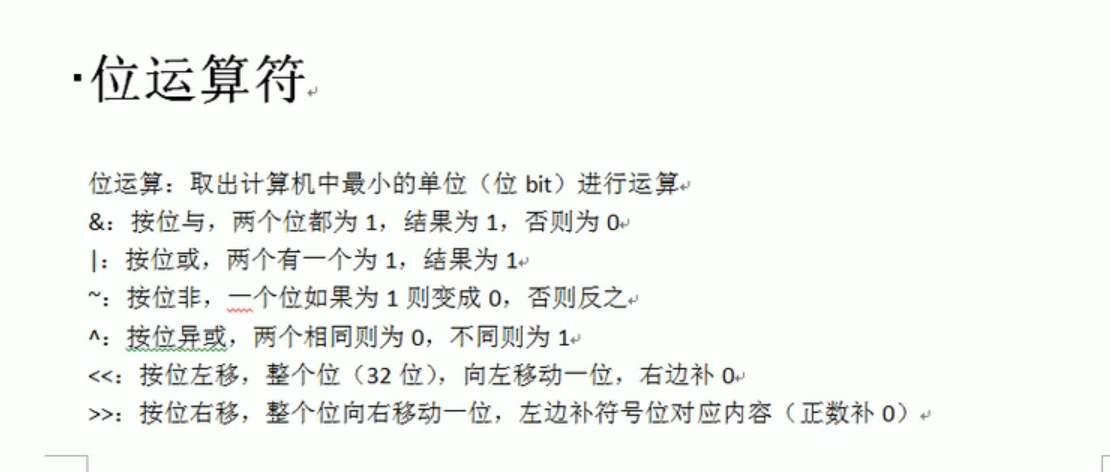 位运算符
位运算：取出计算机中最小的单位（位 bit）进行运算
&：按位与，两个位都为 1，结果为 1，否则为 0
|：按位或，两个有一个为 1，结果为 1
~：按位非，一个位如果为 1 则变成 0，否则反之
^：按位异或，两个相同则为 0，不同则为 1
<<：按位左移，整个位（32 位），向左移动一位，右边补 0
>>：按位右移，整个位向右移动一位，左边补符号位对应内容（正数补 0）